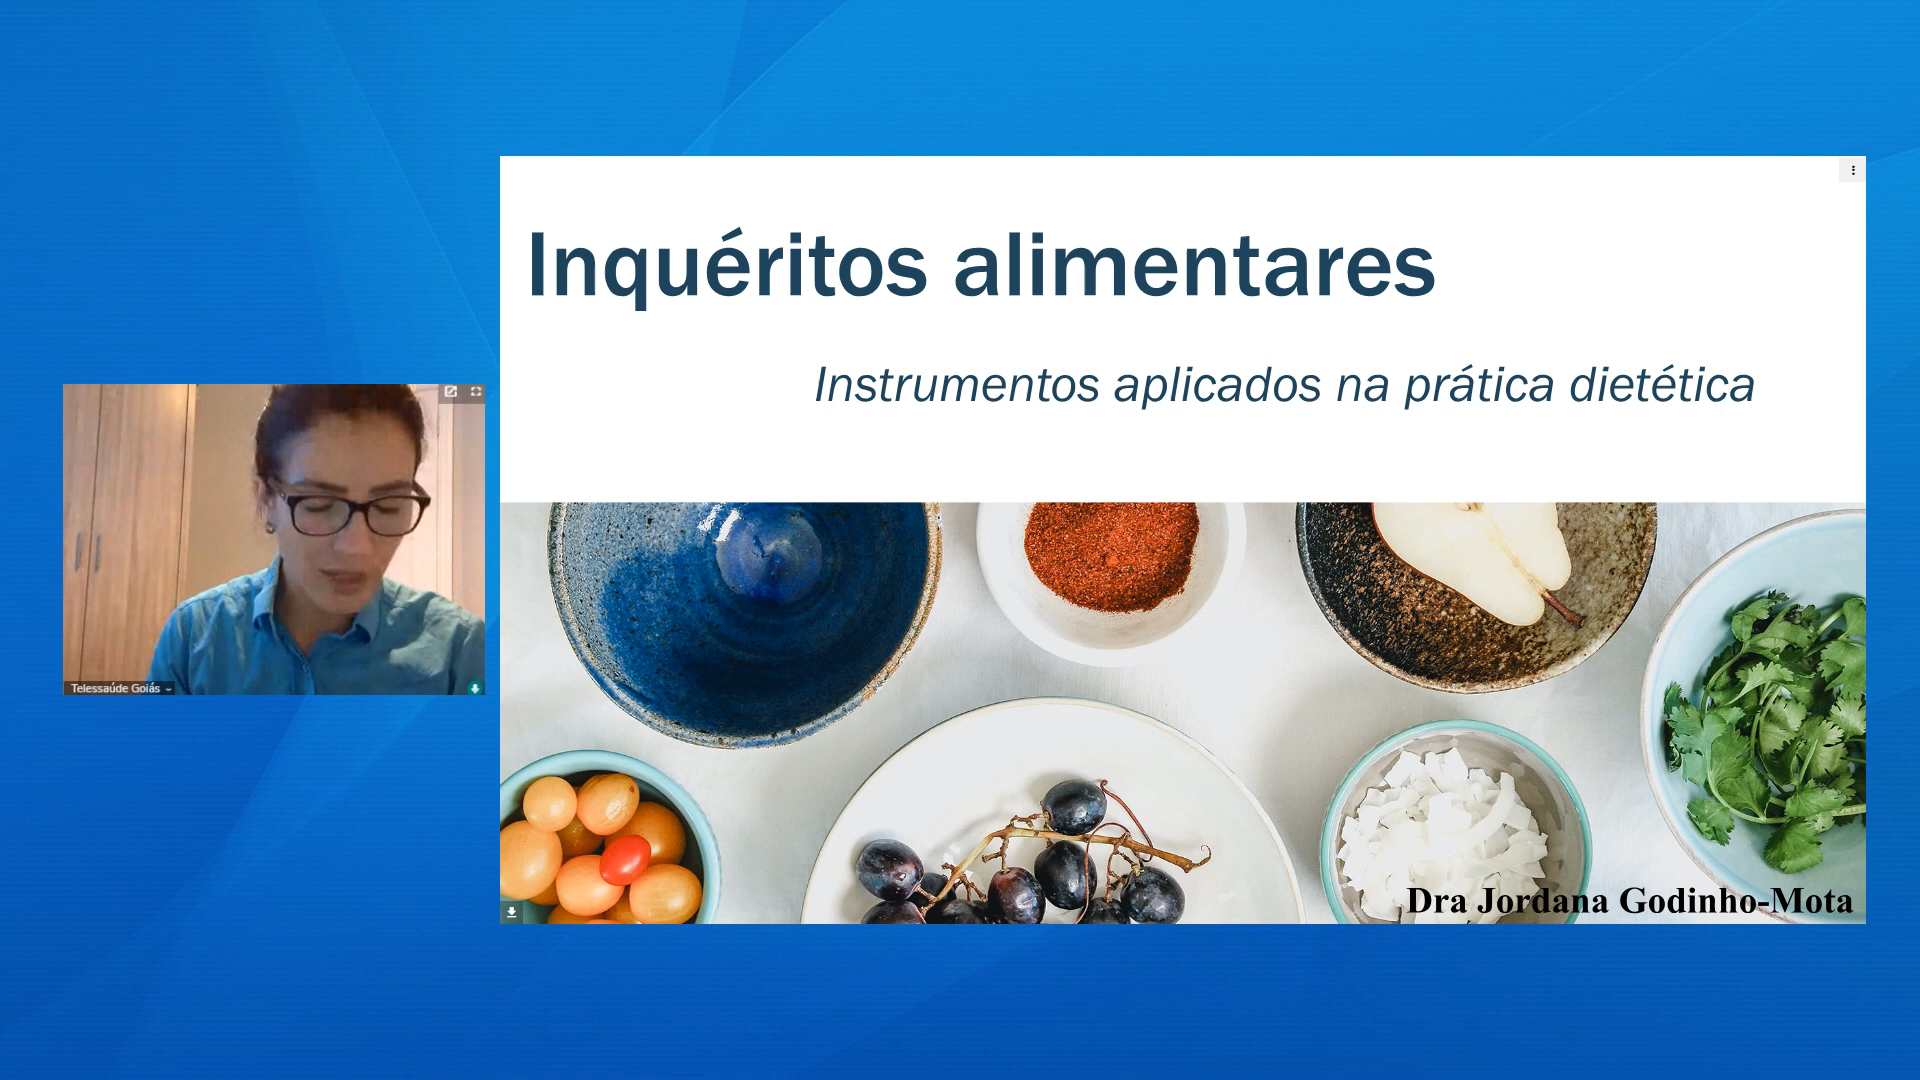 Inquéritos alimentares
Instrumentos aplicados na prática dietética
Telessaúde Goiás
Dra Jordana Godinho-Mota